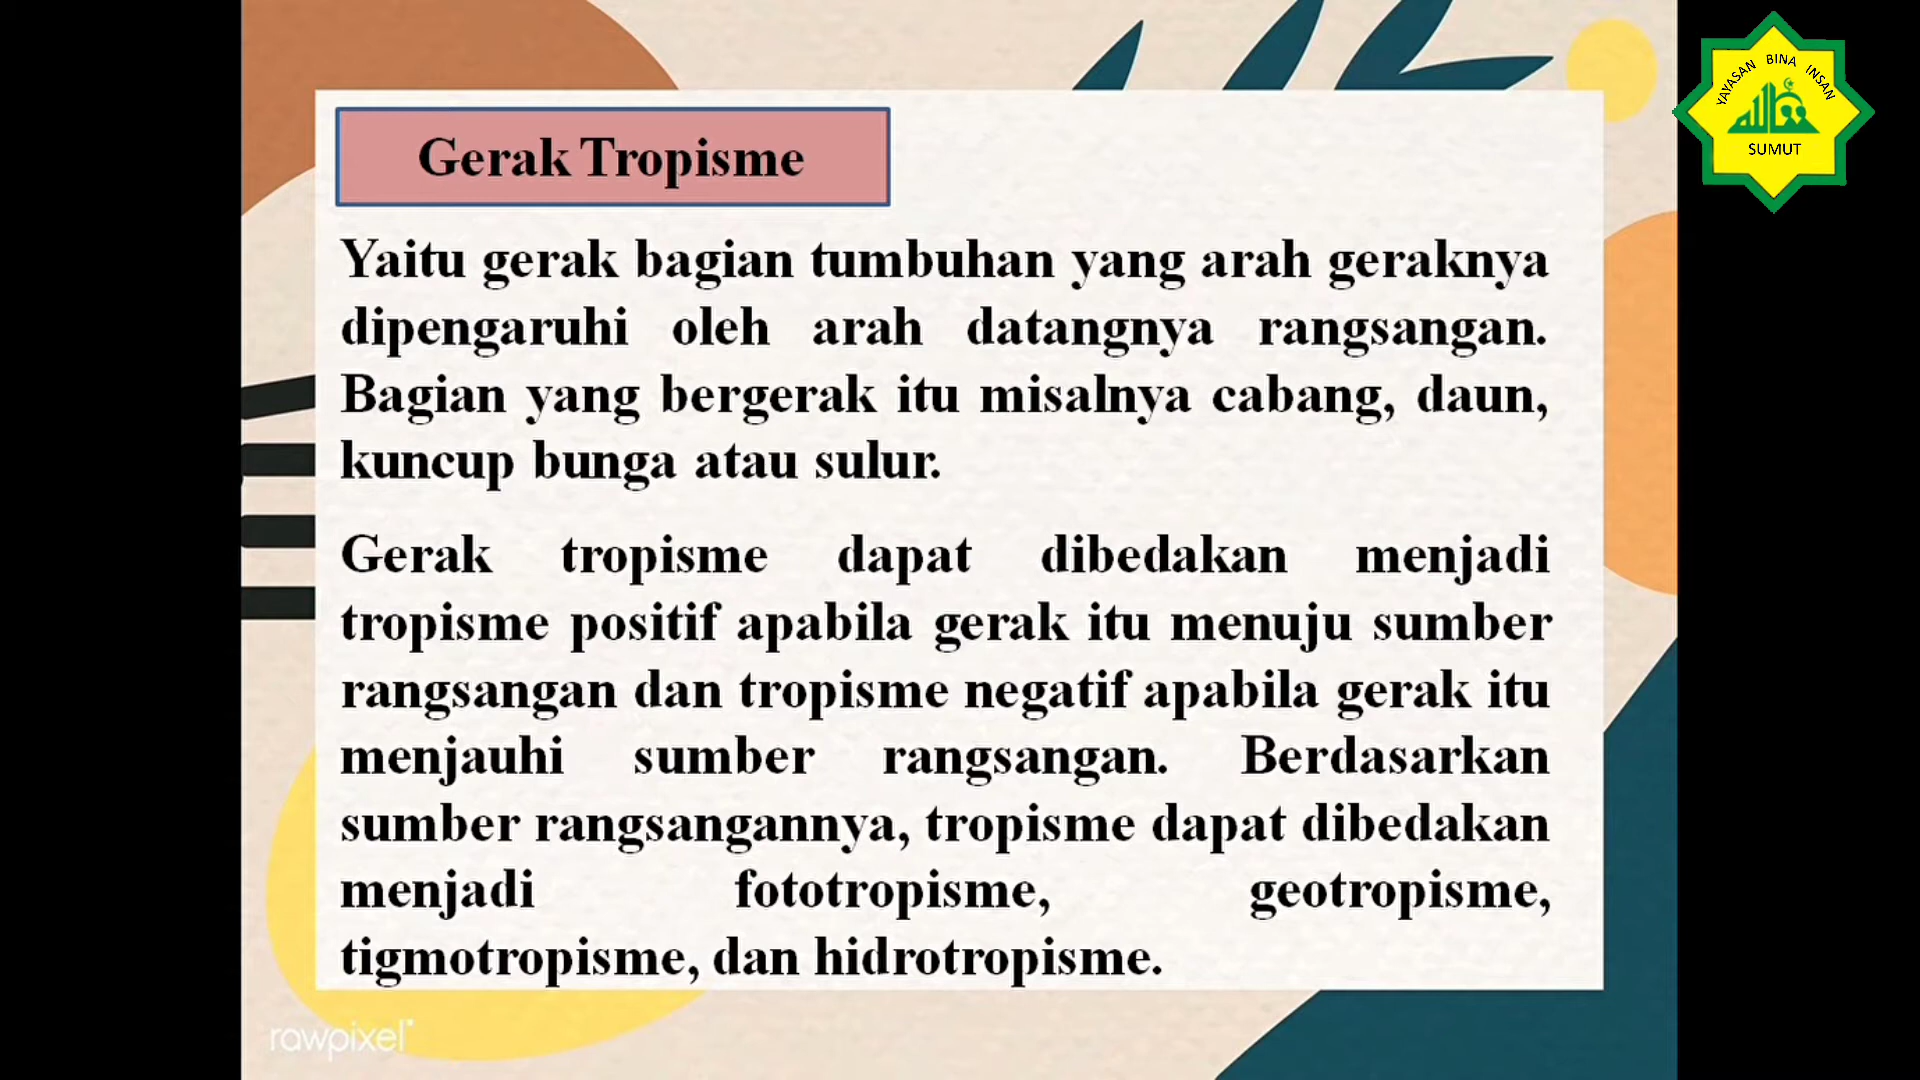 Gerak Tropisme
Yaitu gerak bagian tumbuhan yang arah geraknya
dipengaruhi oleh arah datangnya rangsangan.
Bagian yang bergerak itu misalnya cabang, daun,
kuncup bunga atau sulur.
Gerak tropisme dapat dibedakan menjadi
tropisme positif apabila gerak itu menuju sumber
rangsangan dan tropisme negatif apabila gerak itu
menjauhi sumber rangsangan. Berdasarkan
sumber rangsangannya, tropisme dapat dibedakan
menjadi fototropisme, geotropisme,
tigmotropisme, dan hidrotropisme.
YAYASAN BINA INSAN
الله
SUMUT
rawpixel